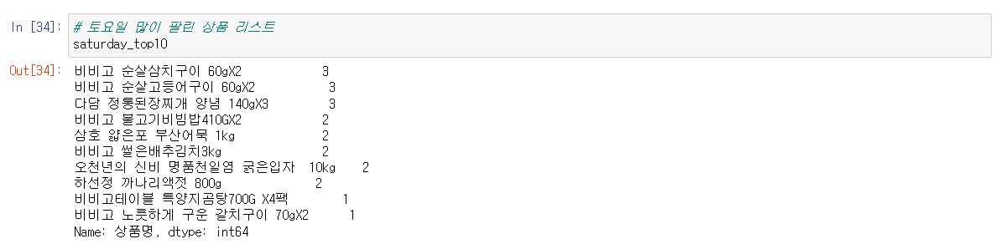 In [34]: # 토요일 많이 팔린 상품 리스트
saturday_top10
Out[34]: 비비고 순살삼치구이 60gX2 3
비비고 순살고등어구이 60gX2 3
다담 정통된장찌개 양념 140gX3 3
비비고 불고기비빔밥410GX2 2
삼호 얇은포 부산어묵 1kg 2
비비고 썰은배추김치3kg 2
오천년의 신비 명품천일염 굵은입자 10kg 2
하선정 까나리액젓 800g 2
비비고테이블 특양지곰탕700G X4팩 1
비비고 노릇하게 구운 갈치구이 70gX2 1
Name: 상품명, dtype: int64